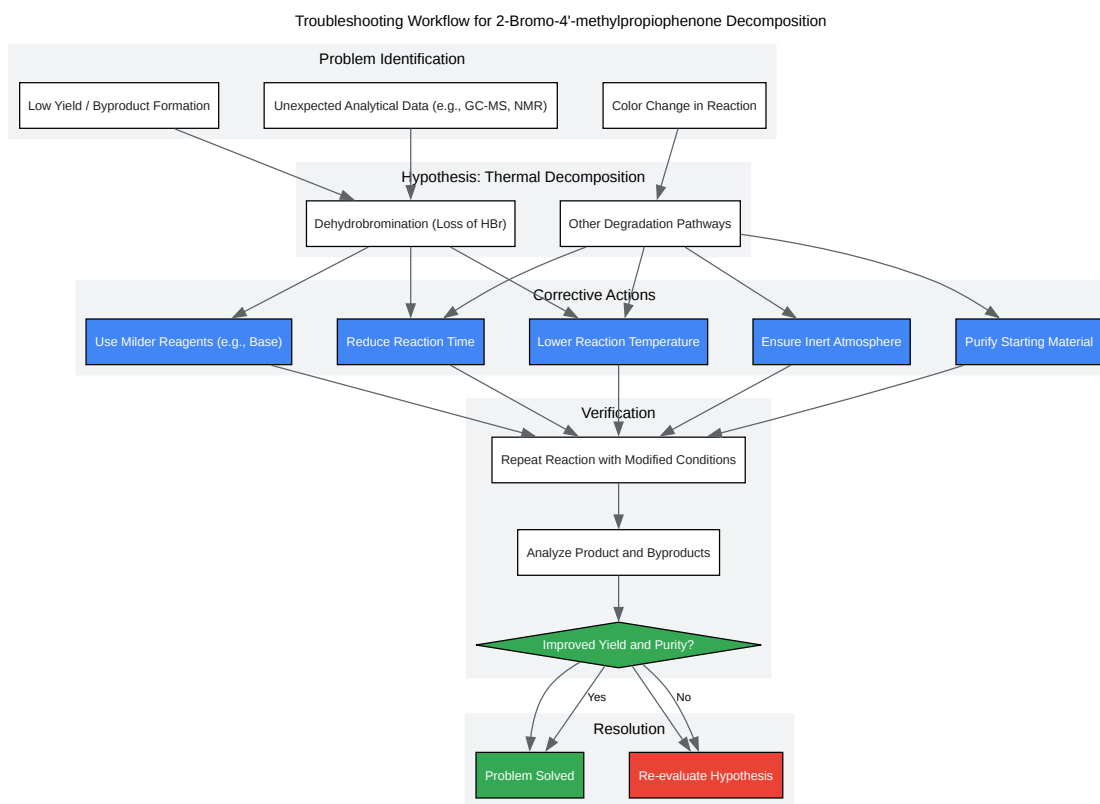 Troubleshooting Workflow for 2-Bromo-4'-methylpropiophenone Decomposition
Problem Identification
Low Yield / Byproduct Formation
Unexpected Analytical Data (e.g., GC-MS, NMR)
Color Change in Reaction
Hypothesis: Thermal Decomposition
Dehydrobromination (Loss of HBr)
Other Degradation Pathways
Corrective Actions
Use Milder Reagents (e.g., Base)
Reduce Reaction Time
Lower Reaction Temperature
Ensure Inert Atmosphere
Purify Starting Material
Verification
Repeat Reaction with Modified Conditions
Analyze Product and Byproducts
Improved Yield and Purity?
Yes
No
Resolution
Problem Solved
Re-evaluate Hypothesis